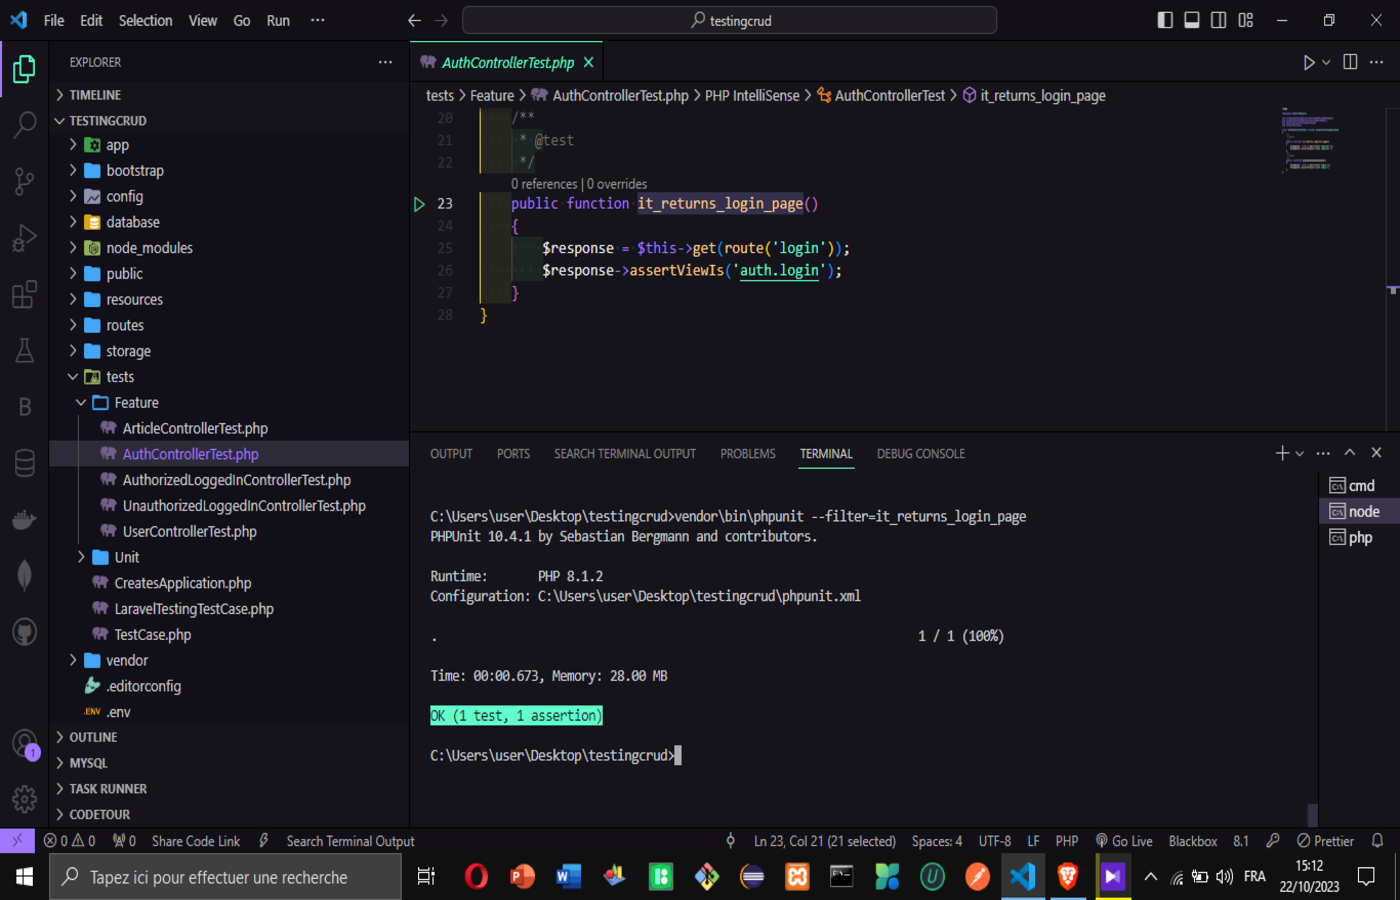 File Edit Selection View Go Run ···
testingcrud
EXPLORER
TIMELINE
TESTINGCRUD
app
bootstrap
config
database
node_modules
public
resources
routes
storage
tests
Feature
ArticleControllerTest.php
AuthControllerTest.php
AuthorizedLoggedInControllerTest.php
UnauthorizedLoggedInControllerTest.php
UserControllerTest.php
Unit
CreatesApplication.php
LaravelTestingTestCase.php
TestCase.php
vendor
.editorconfig
.ENV .env
OUTLINE
MYSQL
TASK RUNNER
CODETOUR
B
1
AuthControllerTest.php
tests > Feature > AuthControllerTest.php > PHP IntelliSense > AuthControllerTest > it_returns_login_page
20 /**
21 * @test
22 */
0 references | 0 overrides
23 public function it_returns_login_page()
24 {
25 $response = $this->get(route('login'));
26 $response->assertViewIs('auth.login');
27 }
28 }
OUTPUT PORTS SEARCH TERMINAL OUTPUT PROBLEMS TERMINAL DEBUG CONSOLE
C:\Users\user\Desktop\testingcrud>vendor\bin\phpunit --filter=it_returns_login_page
PHPUnit 10.4.1 by Sebastian Bergmann and contributors.
Runtime: PHP 8.1.2
Configuration: C:\Users\user\Desktop\testingcrud\phpunit.xml
. 1 / 1 (100%)
Time: 00:00.673, Memory: 28.00 MB
OK (1 test, 1 assertion)
C:\Users\user\Desktop\testingcrud>
cmd
node
php
0 0 0 Share Code Link Search Terminal Output Ln 23, Col 21 (21 selected) Spaces: 4 UTF-8 LF PHP Go Live Blackbox 8.1 Prettier
Tapez ici pour effectuer une recherche
FRA
15:12
22/10/2023